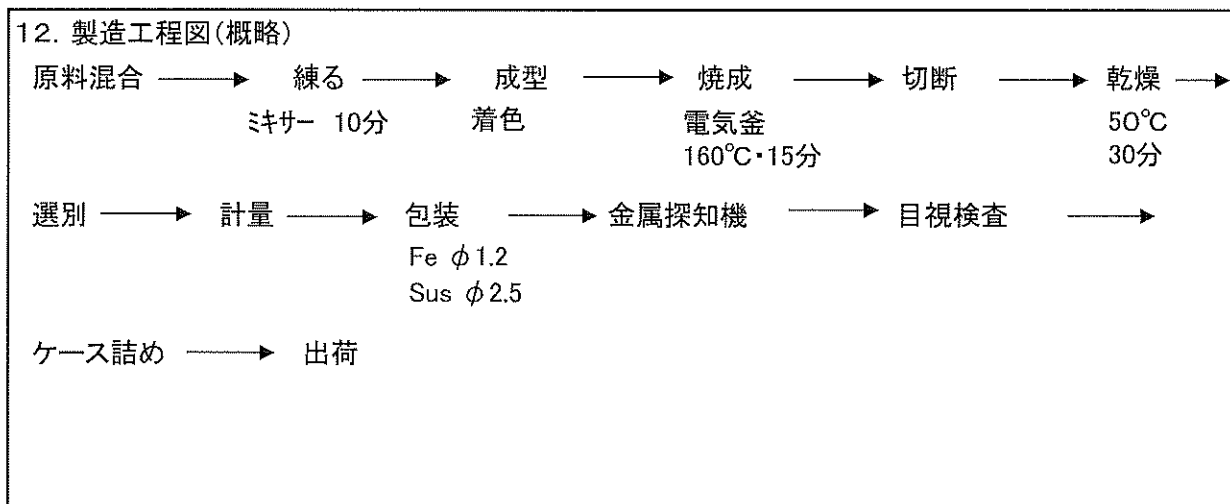 12. 製造工程図(概略)
原料混合 → 練る → 成型 → 焼成 → 切断 → 乾燥 →
ミキサー 10分 着色 電気釜 50℃
160℃・15分 30分
選別 → 計量 → 包装 → 金属探知機 → 目視検査 →
Fe φ1.2
Sus φ2.5
ケース詰め → 出荷